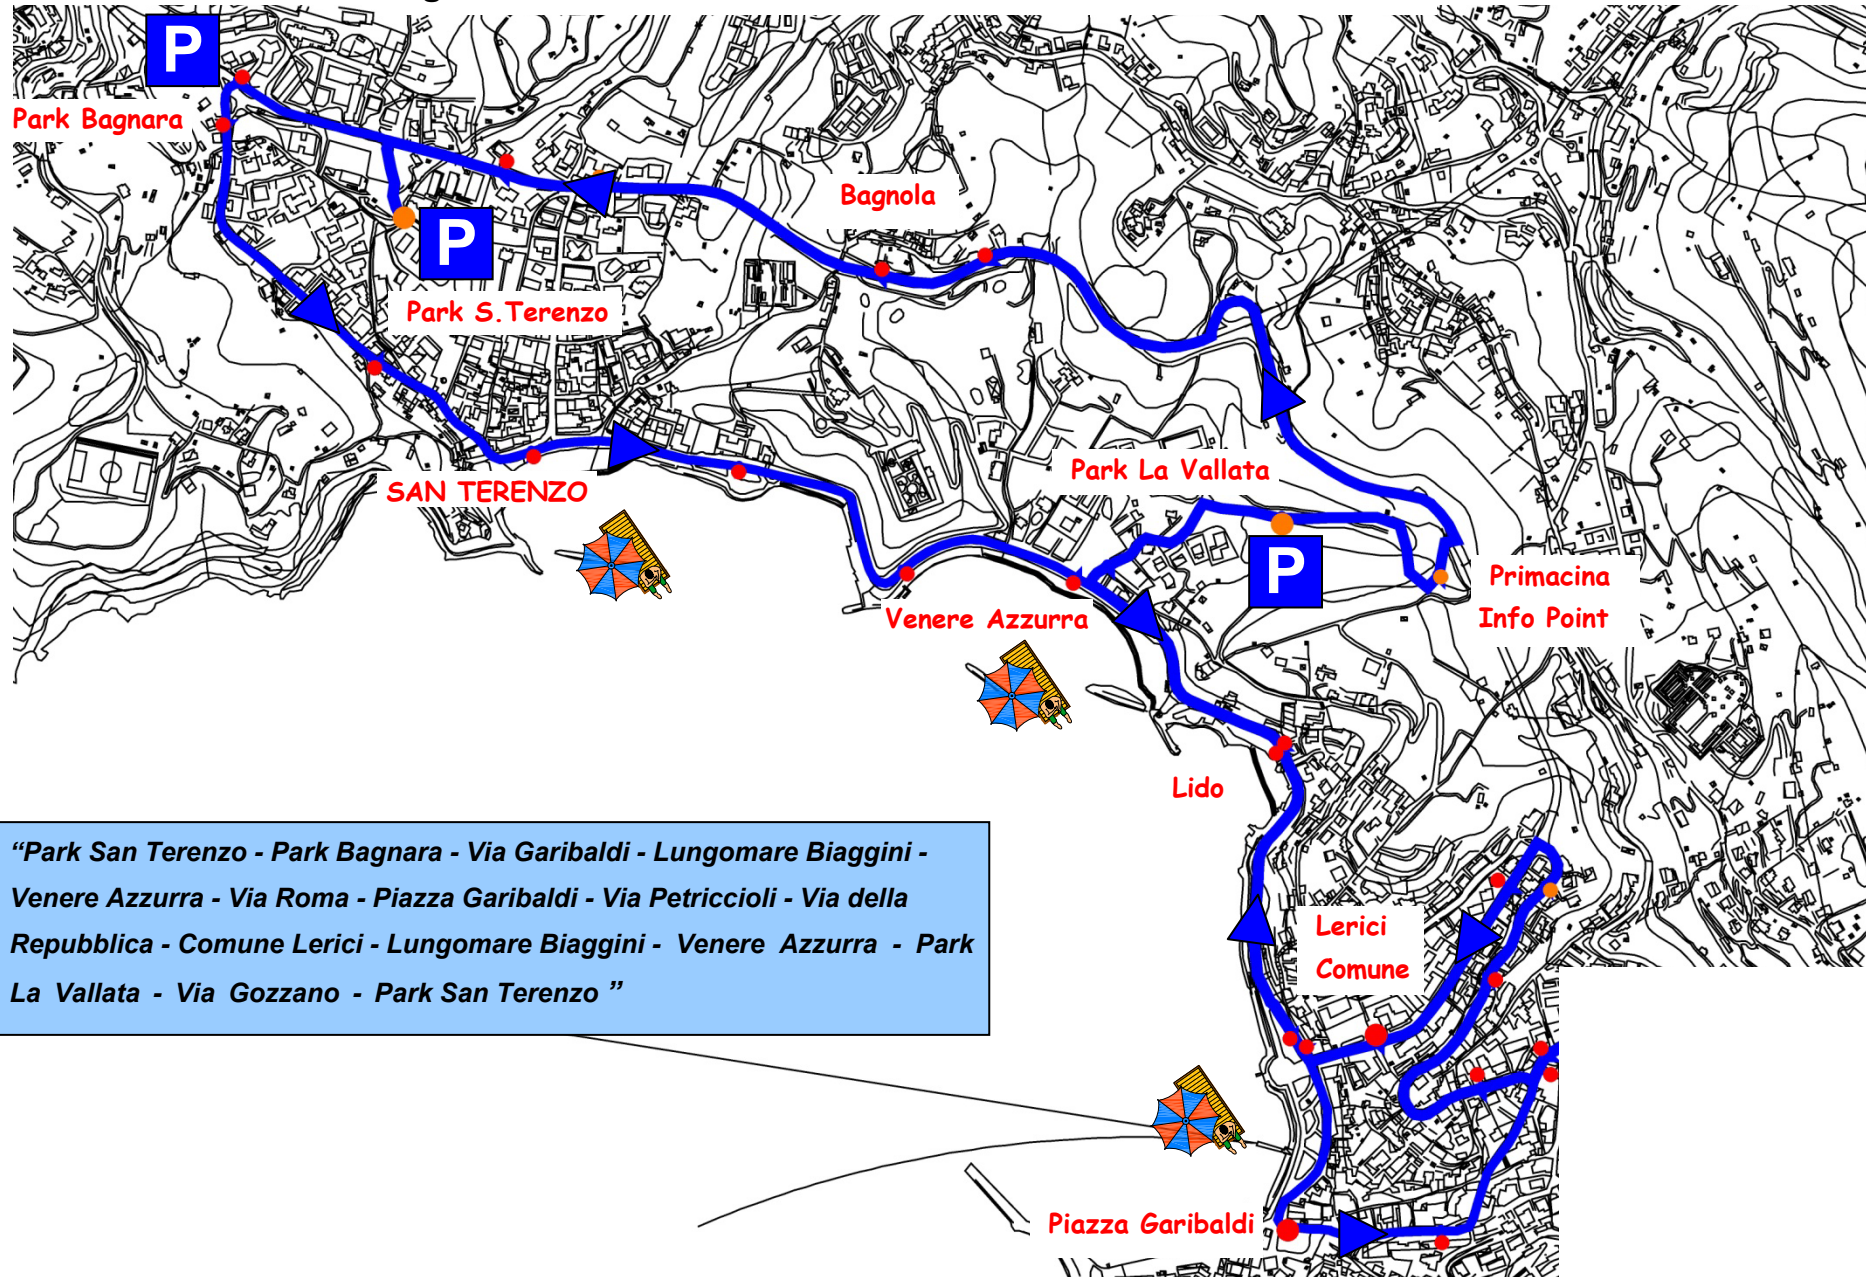 P
Park Bagnara
Bagnola
P
Park S.Terenzo
Park La Vallata
SAN TERENZO
P
Primacina
Info Point
Venere Azzurra
Lido
“Park San Terenzo - Park Bagnara - Via Garibaldi - Lungomare Biaggini -
Venere Azzurra - Via Roma - Piazza Garibaldi - Via Petriccioli - Via della
Repubblica - Comune Lerici - Lungomare Biaggini - Venere Azzurra - Park
La Vallata - Via Gozzano - Park San Terenzo ”
Lerici
Comune
Piazza Garibaldi